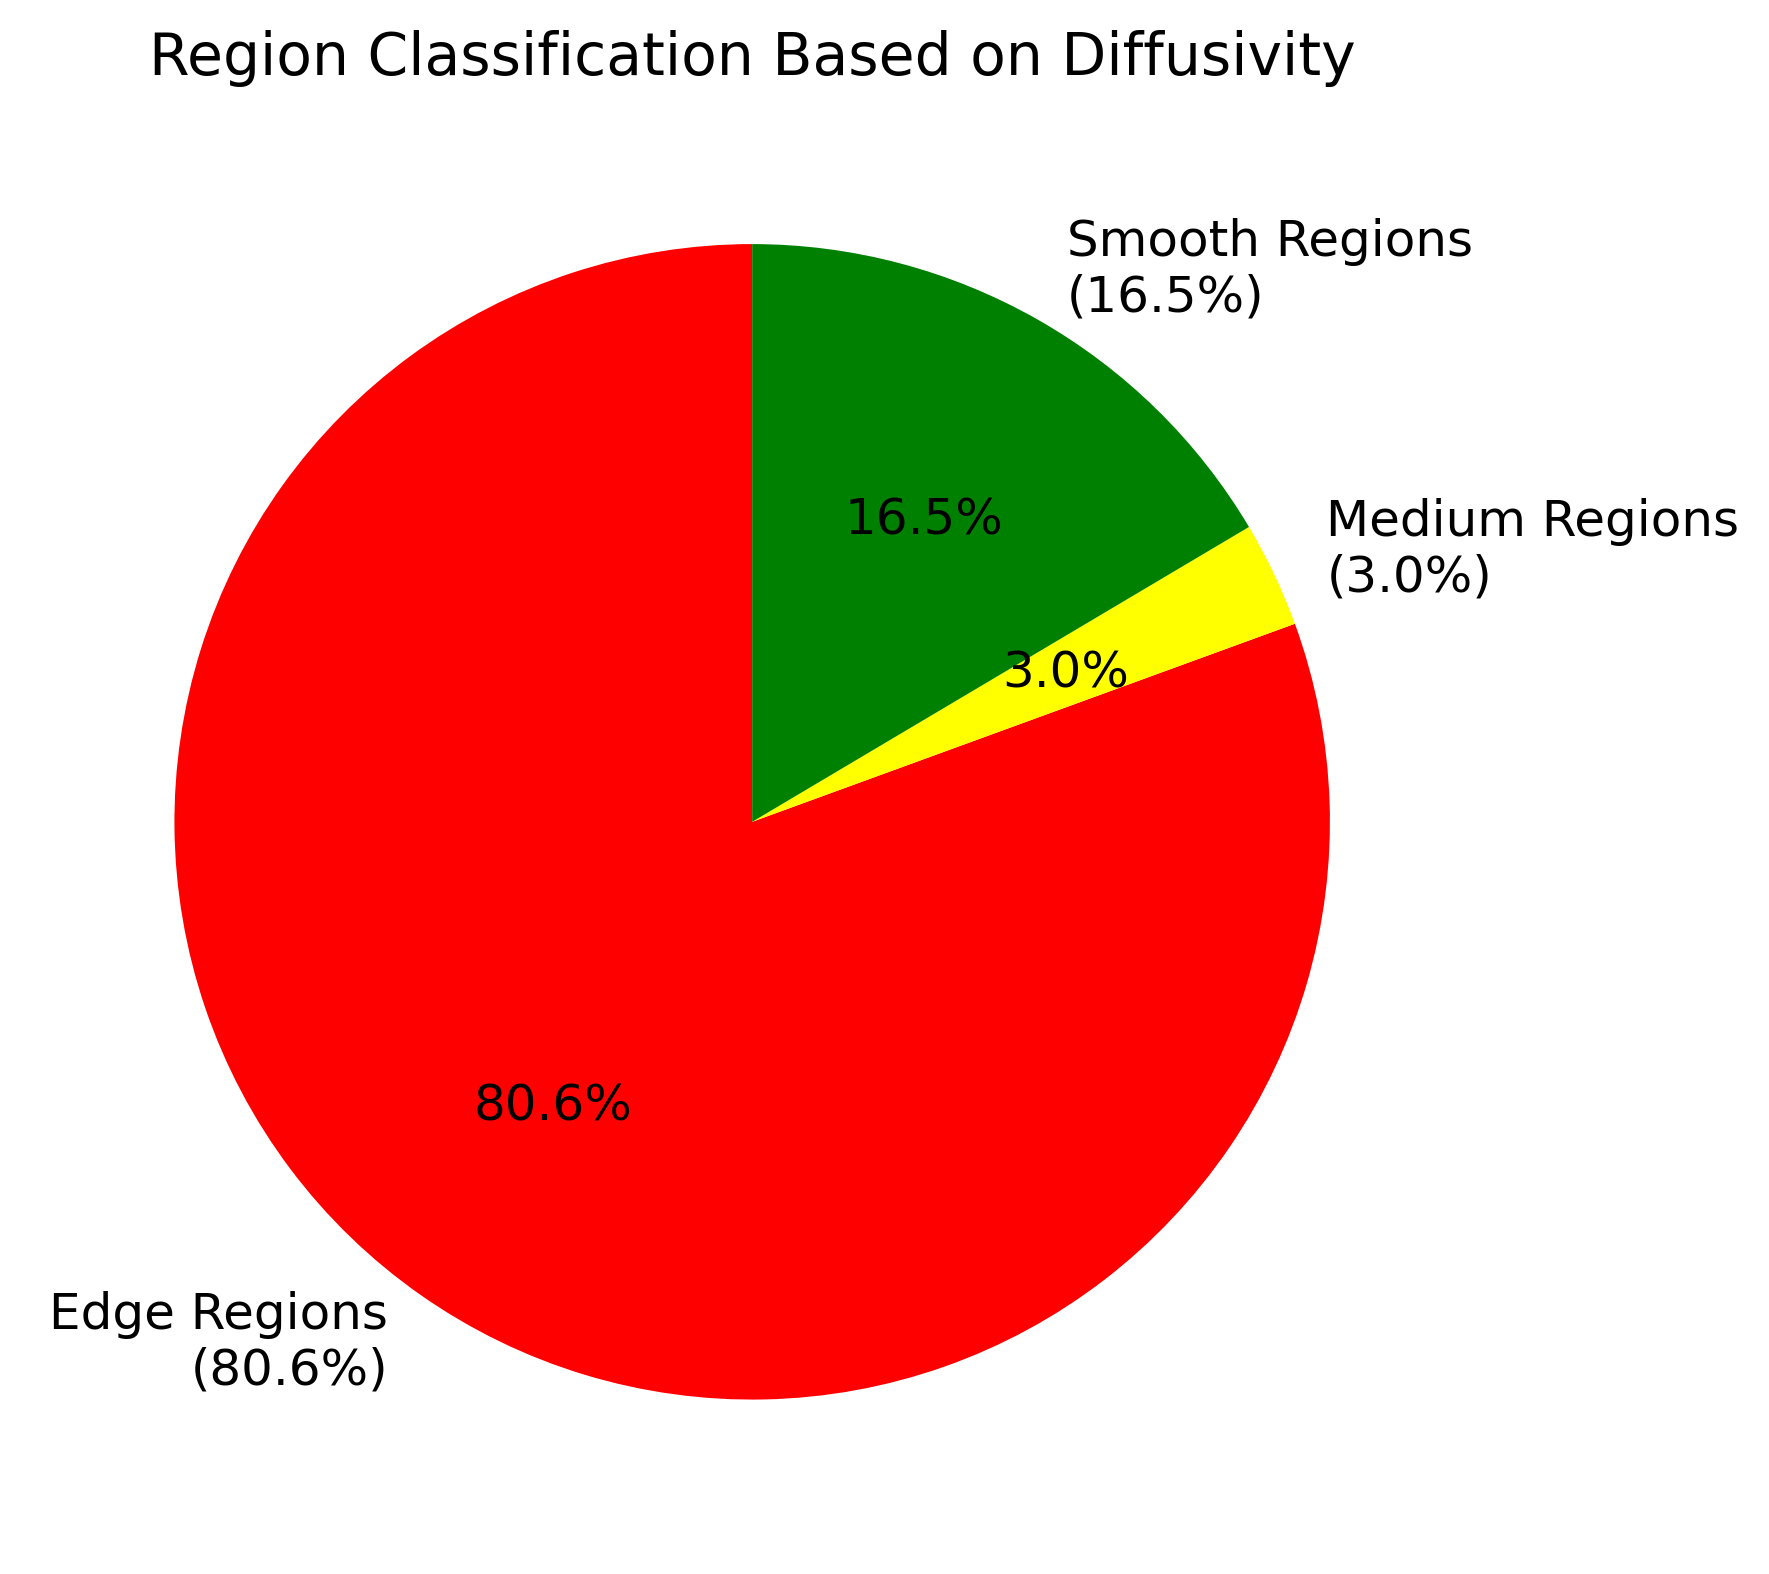 Region Classification Based on Diffusivity
Smooth Regions
(16.5%)
16.5%
Medium Regions
(3.0%)
3.0%
80.6%
Edge Regions
(80.6%)